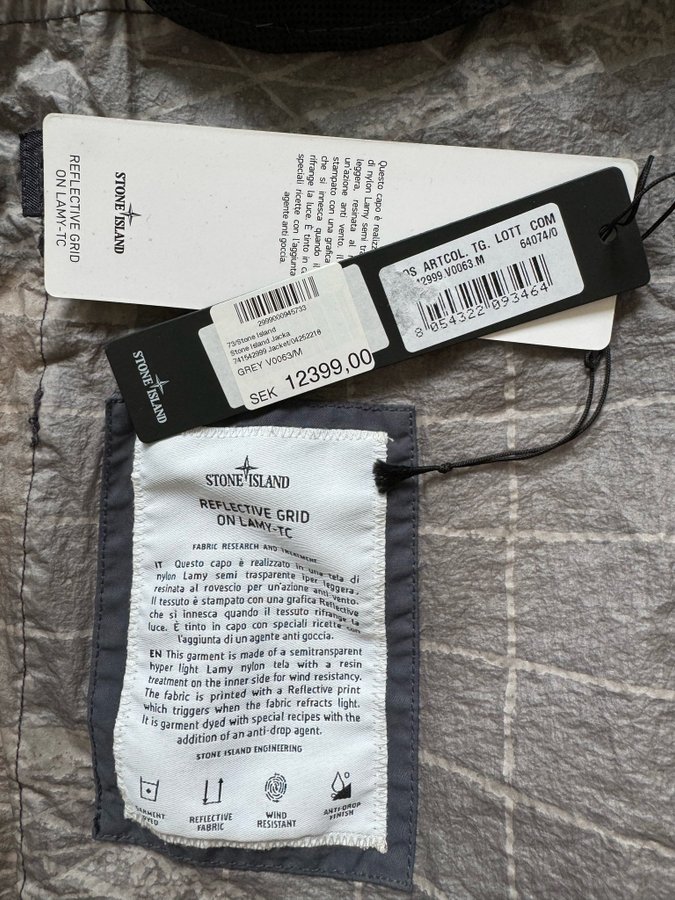 STONE ISLAND
REFLECTIVE GRID
ON LAMY-TC
Questo capo è realizz
di nylon Lamy semi tra
leggera, resinata al
un'azione anti vento.
stampato con una grafica
che si innesca quando il
rifrange la luce. È tinto in c
speciali ricette con l'aggiunta
agente anti goccia.
OS ARTCOL. TG. LOTT COM
12999.V0063.M 64074/0
8 054322 093464
2999000945733
73/Stone Island
Stone Island Jacka
741542999 Jacket/04252218
GREY V0063/M
SEK 12399,00
STONE ISLAND
STONE ISLAND
REFLECTIVE GRID
ON LAMY-TC
FABRIC RESEARCH AND TREATMENT
IT Questo capo è realizzato in una tela di
nylon Lamy semi trasparente iper leggera,
resinata al rovescio per un'azione anti-vento.
Il tessuto è stampato con una grafica Reflective
che si innesca quando il tessuto rifrange la
luce. È tinto in capo con speciali ricette con
l'aggiunta di un agente anti goccia.
EN This garment is made of a semitransparent
hyper light Lamy nylon tela with a resin
treatment on the inner side for wind resistancy.
The fabric is printed with a Reflective print
which triggers when the fabric refracts light.
It is garment dyed with special recipes with the
addition of an anti-drop agent.
STONE ISLAND ENGINEERING
GARMENT
DYED
REFLECTIVE
FABRIC
WIND
RESISTANT
ANTI-DROP
FINISH